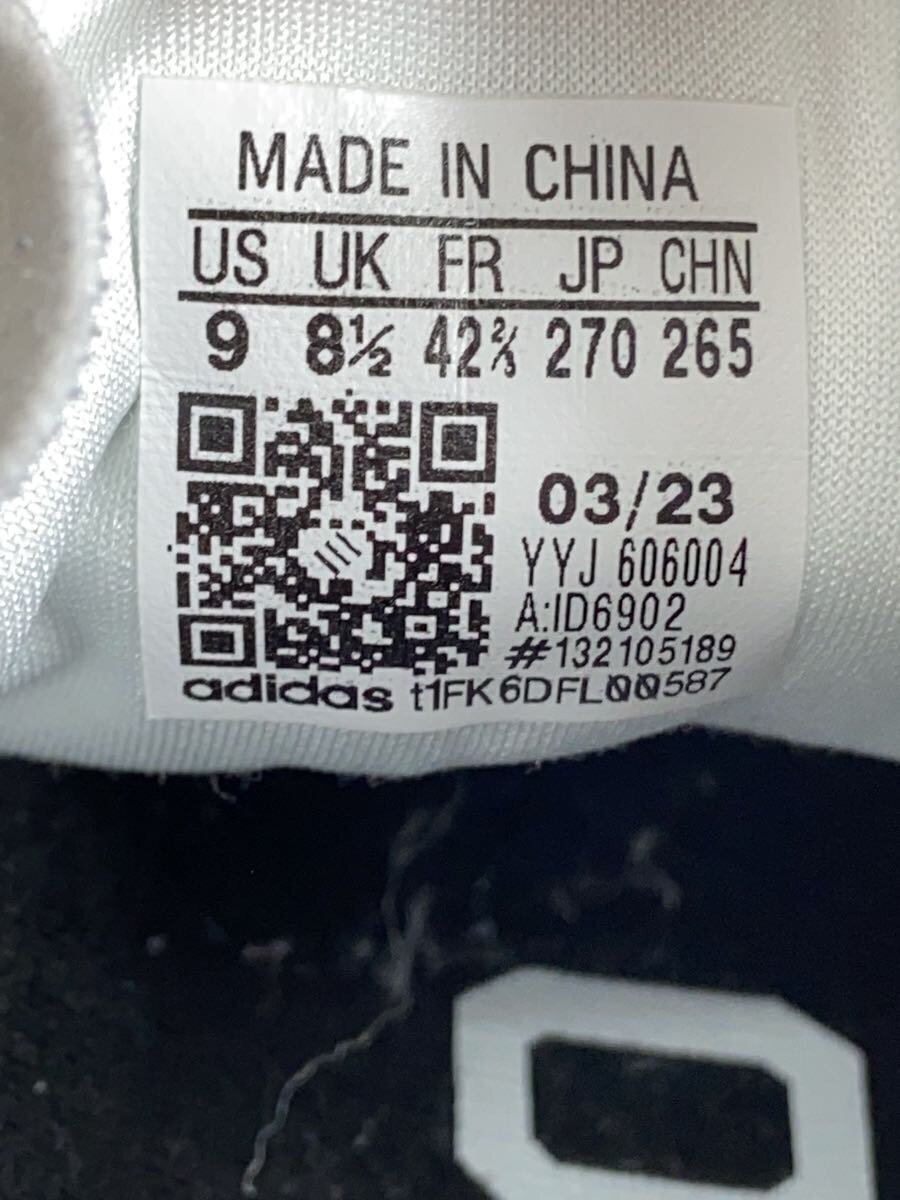 MADE IN CHINA
US UK FR JP CHN
9 8½ 42⅔ 270 265
03/23
YYJ 606004
A:ID6902
#132105189
adidas t1FK6DFL00587